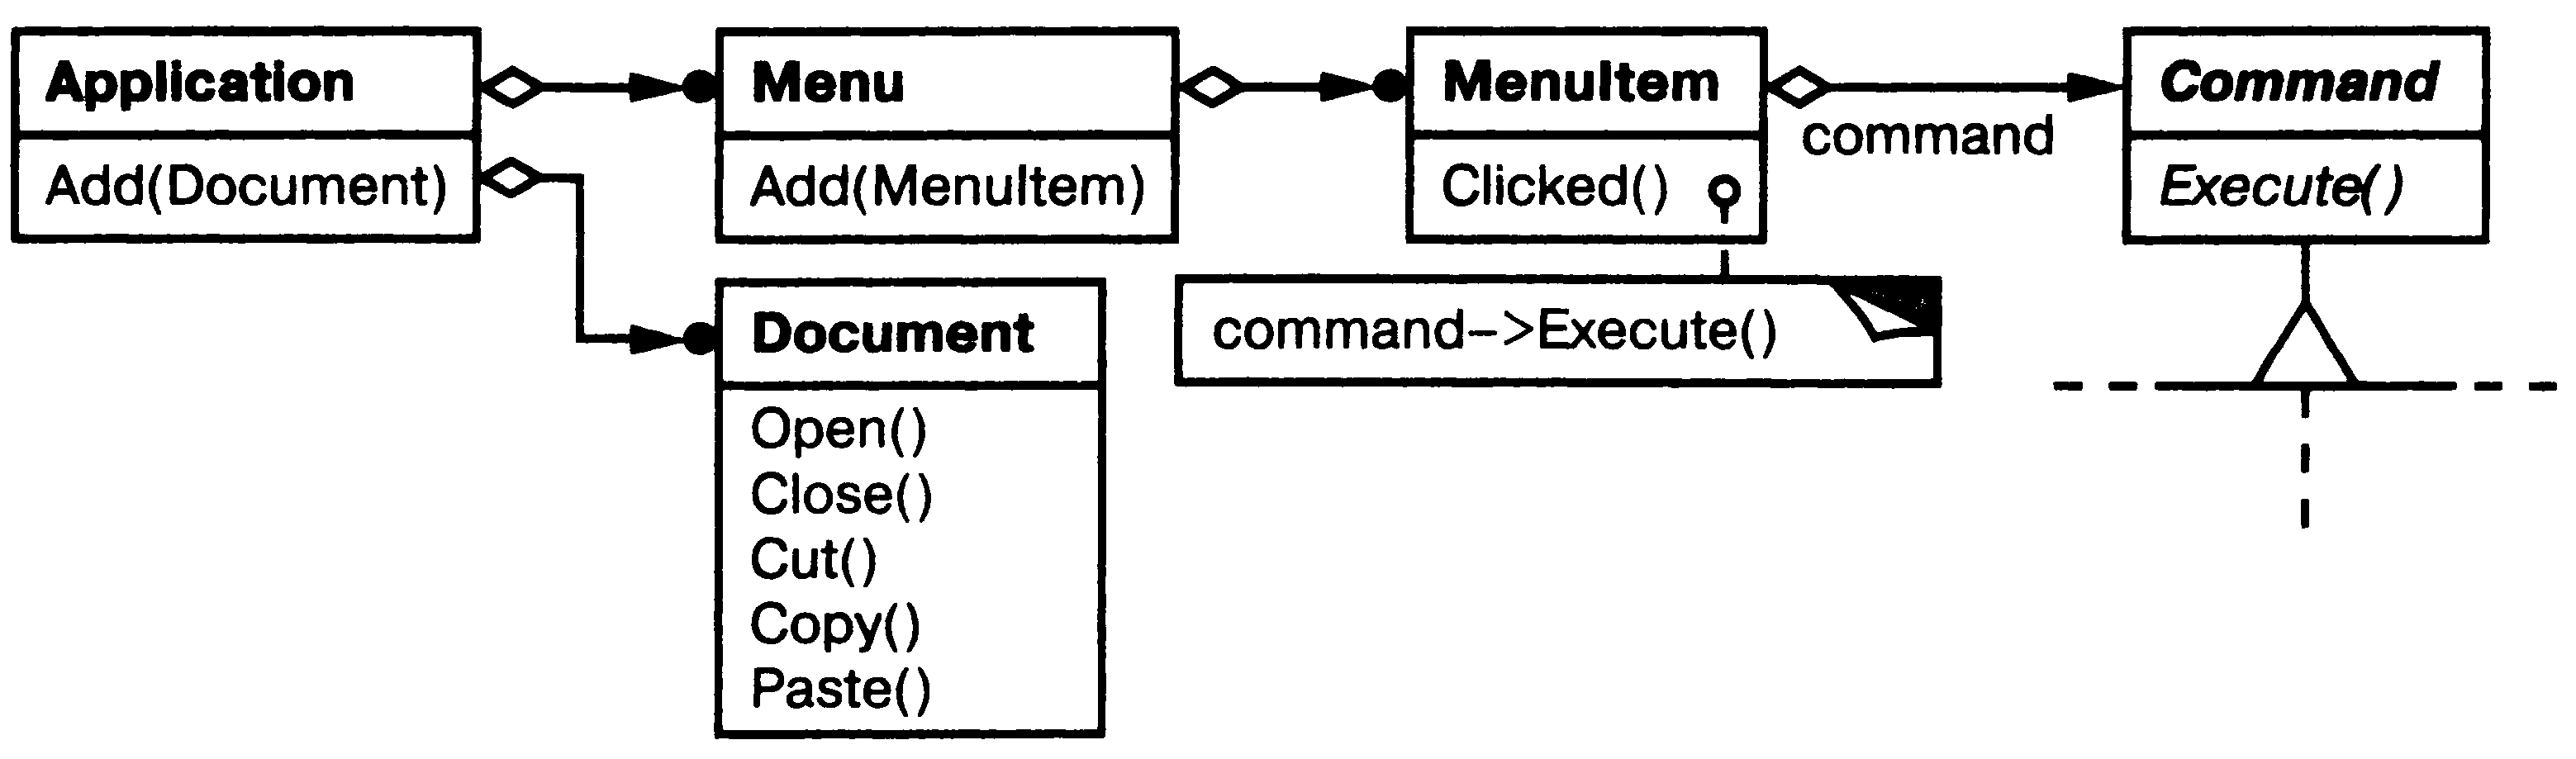 Application
Add(Document)
Menu
Add(MenuItem)
MenuItem
Clicked()
command
Command
Execute()
command->Execute()
Document
Open()
Close()
Cut()
Copy()
Paste()